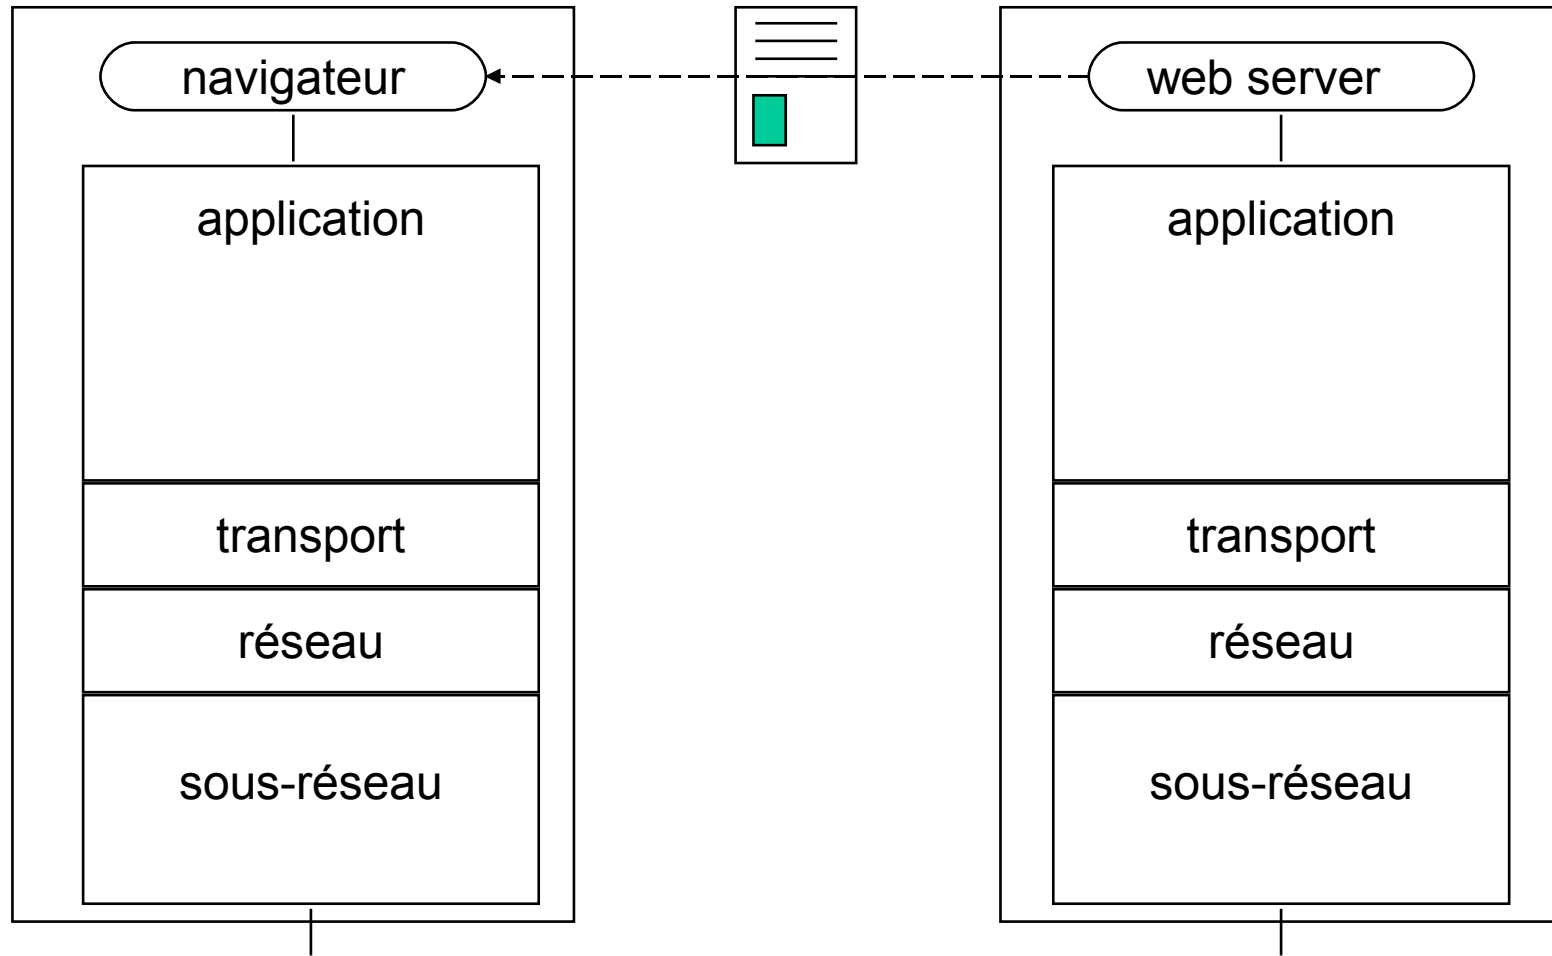 navigateur
web server
application
application
transport
transport
réseau
réseau
sous-réseau
sous-réseau